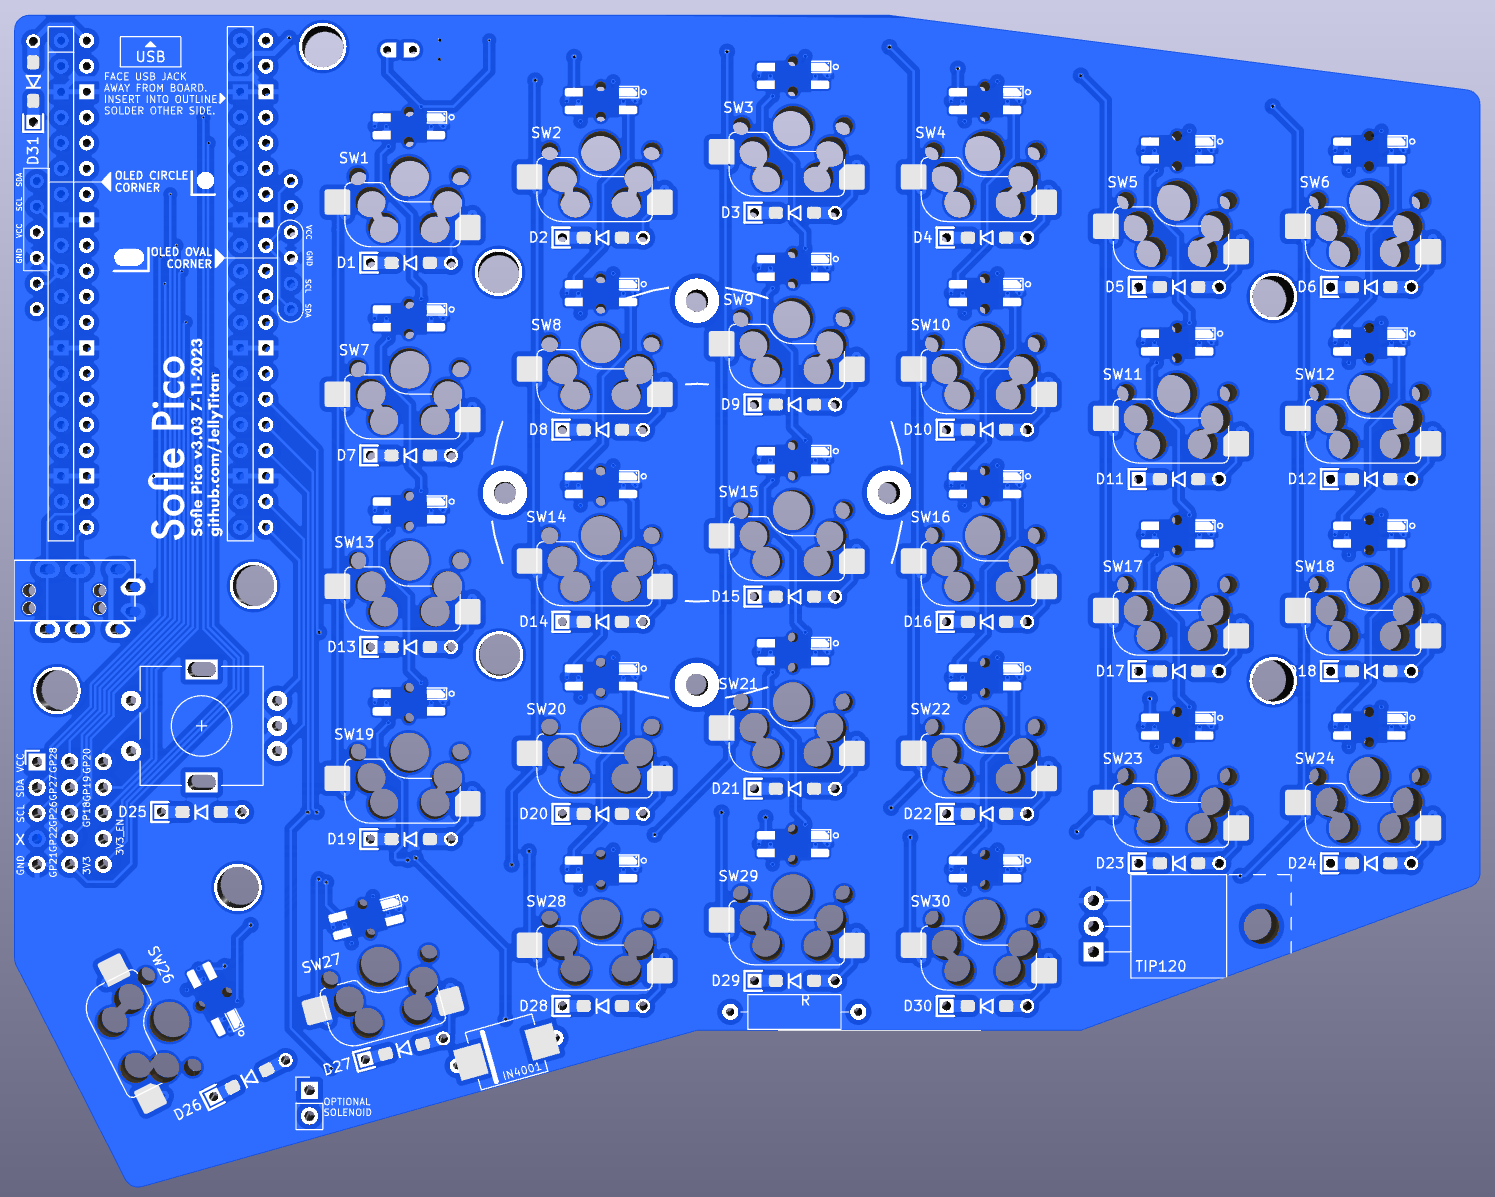 USB
FACE USB JACK
AWAY FROM BOARD.
INSERT INTO OUTLINE
SOLDER OTHER SIDE.
D31
SDA
SCL
VCC
GND
OLED CIRCLE
CORNER
OLED OVAL
CORNER
VCC
GND
SCL
SDA
Sofle Pico
Sofle Pico v3.03 7-11-2023
github.com/JellyTitan
SW1
SW2
SW3
SW4
SW5
SW6
D1
D2
D3
D4
D5
D6
SW7
SW8
SW9
SW10
SW11
SW12
D7
D8
D9
D10
D11
D12
SW13
SW14
SW15
SW16
SW17
SW18
D13
D14
D15
D16
D17
D18
SW19
SW20
SW21
SW22
SW23
SW24
D19
D20
D21
D22
D23
D24
VCC
SDA
SCL
X
GND
GP28
GP27
GP26
GP22
GP21
GP20
GP19
GP18
3V3_EN
3V3
D25
SW26
SW27
SW28
SW29
SW30
D26
D27
D28
D29
D30
R
TIP120
IN4001
OPTIONAL
SOLENOID